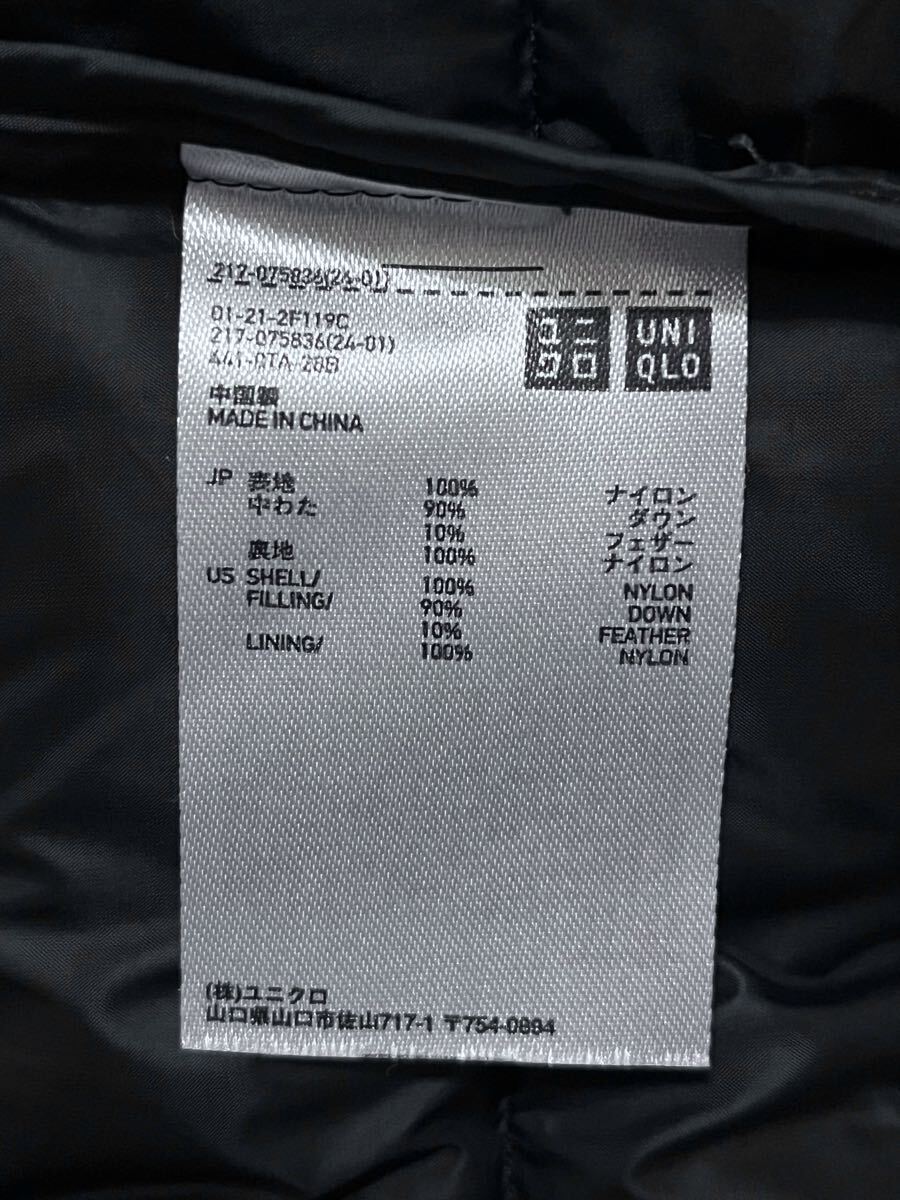 217-075836(24-01)
01-21-2F119C
217-075836(24-01)
441-0TA-28B
ユニ
クロ
UNI
QLO
中国製
MADE IN CHINA
JP 表地 100% ナイロン
中わた 90% ダウン
10% フェザー
裏地 100% ナイロン
US SHELL/ 100% NYLON
FILLING/ 90% DOWN
10% FEATHER
LINING/ 100% NYLON
(株)ユニクロ
山口県山口市佐山717-1 〒754-0894